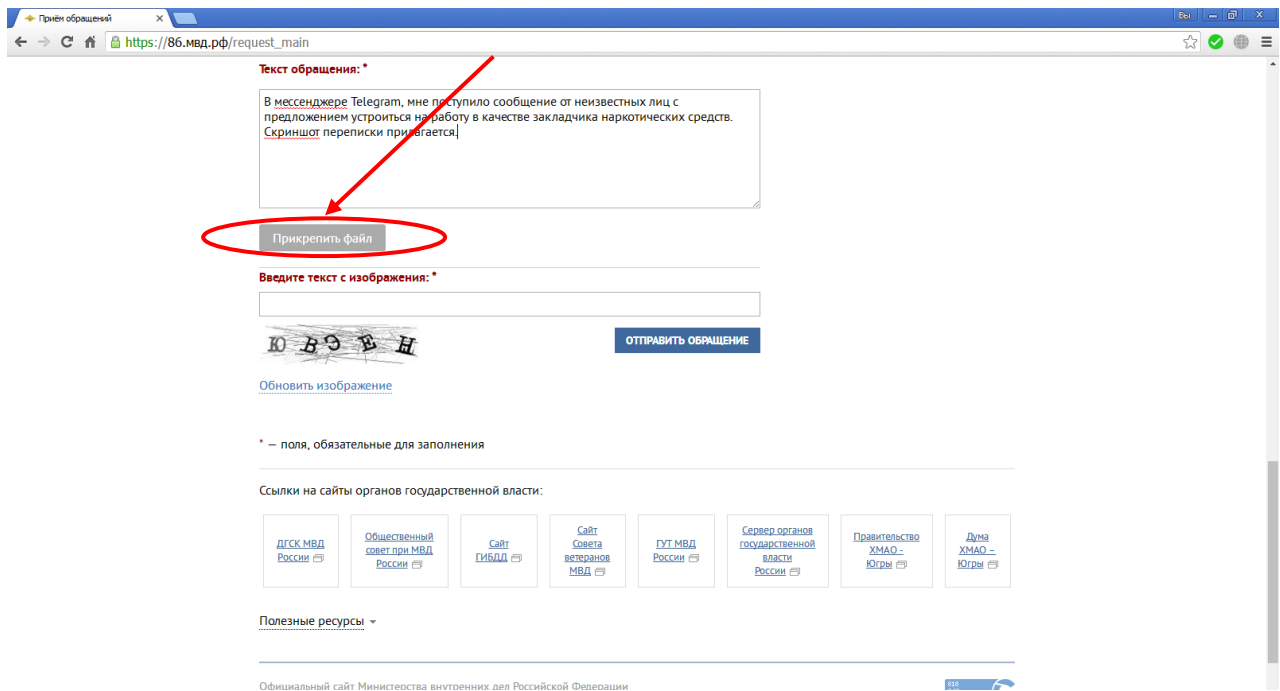 Приём обращений
Вы
https://86.мвд.рф/request_main
Текст обращения: *
В мессенджере Telegram, мне поступило сообщение от неизвестных лиц с
предложением устроиться на работу в качестве закладчика наркотических средств.
Скриншот переписки прилагается.
Прикрепить файл
Введите текст с изображения: *
Ю В Э Е Н
ОТПРАВИТЬ ОБРАЩЕНИЕ
Обновить изображение
* — поля, обязательные для заполнения
Ссылки на сайты органов государственной власти:
ДГСК МВД
России
Общественный
совет при МВД
России
Сайт
ГИБДД
Сайт
Совета
ветеранов
МВД
ГУТ МВД
России
Сервер органов
государственной
власти
России
Правительство
ХМАО -
Югры
Дума
ХМАО –
Югры
Полезные ресурсы
Официальный сайт Министерства внутренних дел Российской Федерации